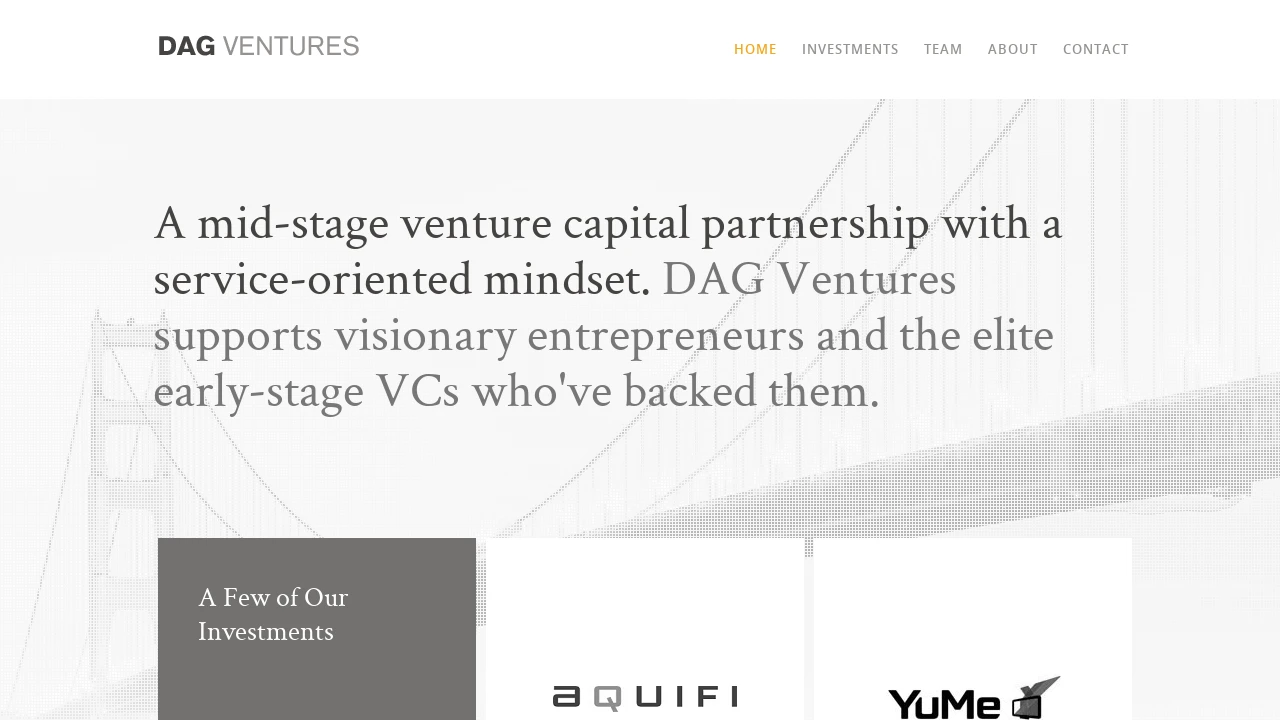 DAG VENTURES
HOME INVESTMENTS TEAM ABOUT CONTACT
A mid-stage venture capital partnership with a
service-oriented mindset. DAG Ventures
supports visionary entrepreneurs and the elite
early-stage VCs who've backed them.
A Few of Our
Investments
aQUIFI
YuMe